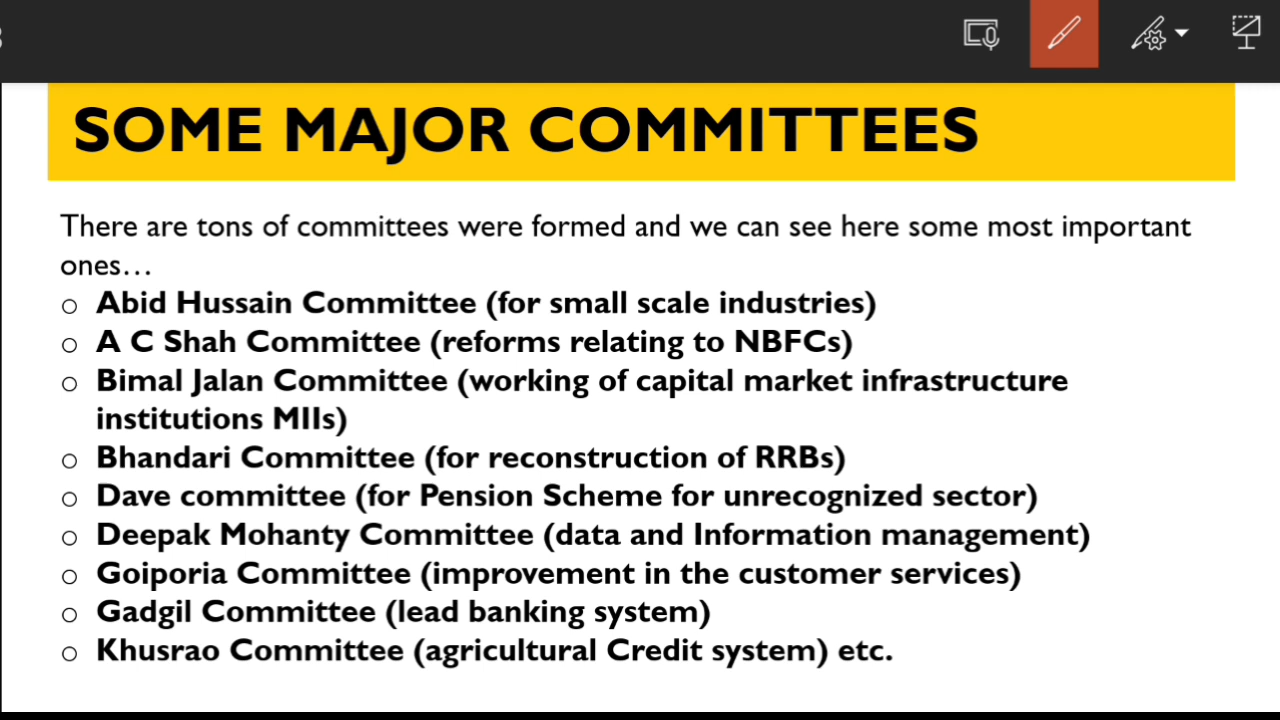 SOME MAJOR COMMITTEES
There are tons of committees were formed and we can see here some most important
ones…
o Abid Hussain Committee (for small scale industries)
o A C Shah Committee (reforms relating to NBFCs)
o Bimal Jalan Committee (working of capital market infrastructure
institutions MIIs)
o Bhandari Committee (for reconstruction of RRBs)
o Dave committee (for Pension Scheme for unrecognized sector)
o Deepak Mohanty Committee (data and Information management)
o Goiporia Committee (improvement in the customer services)
o Gadgil Committee (lead banking system)
o Khusrao Committee (agricultural Credit system) etc.